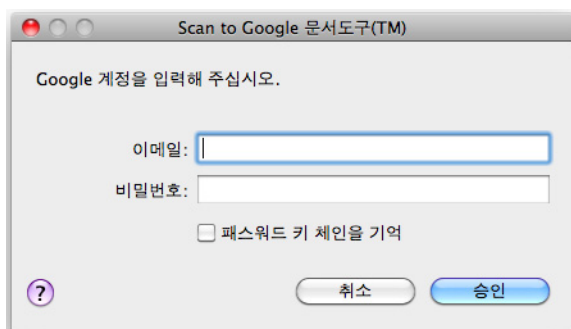 Scan to Google 문서도구(TM)
Google 계정을 입력해 주십시오.
이메일:
비밀번호:
패스워드 키 체인을 기억
?
취소
승인